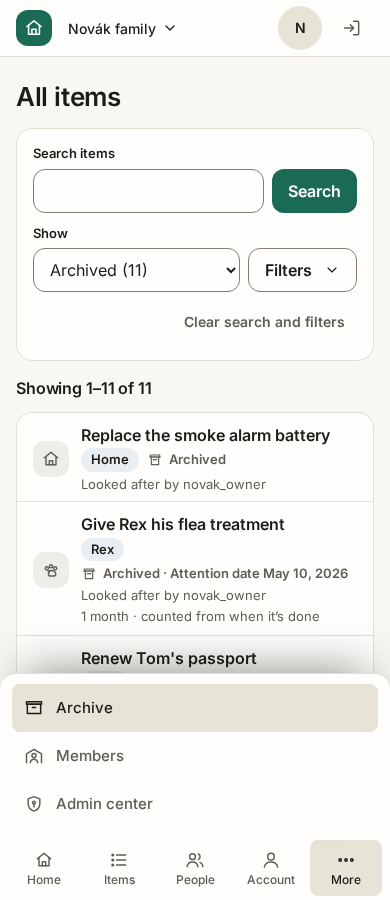 Novák family
N
All items
Search items
Search
Show
Archived (11)
Filters
Clear search and filters
Showing 1–11 of 11
Replace the smoke alarm battery
Home
Archived
Looked after by novak_owner
Give Rex his flea treatment
Rex
Archived · Attention date May 10, 2026
Looked after by novak_owner
1 month · counted from when it’s done
Renew Tom's passport
Archive
Members
Admin center
Home
Items
People
Account
More